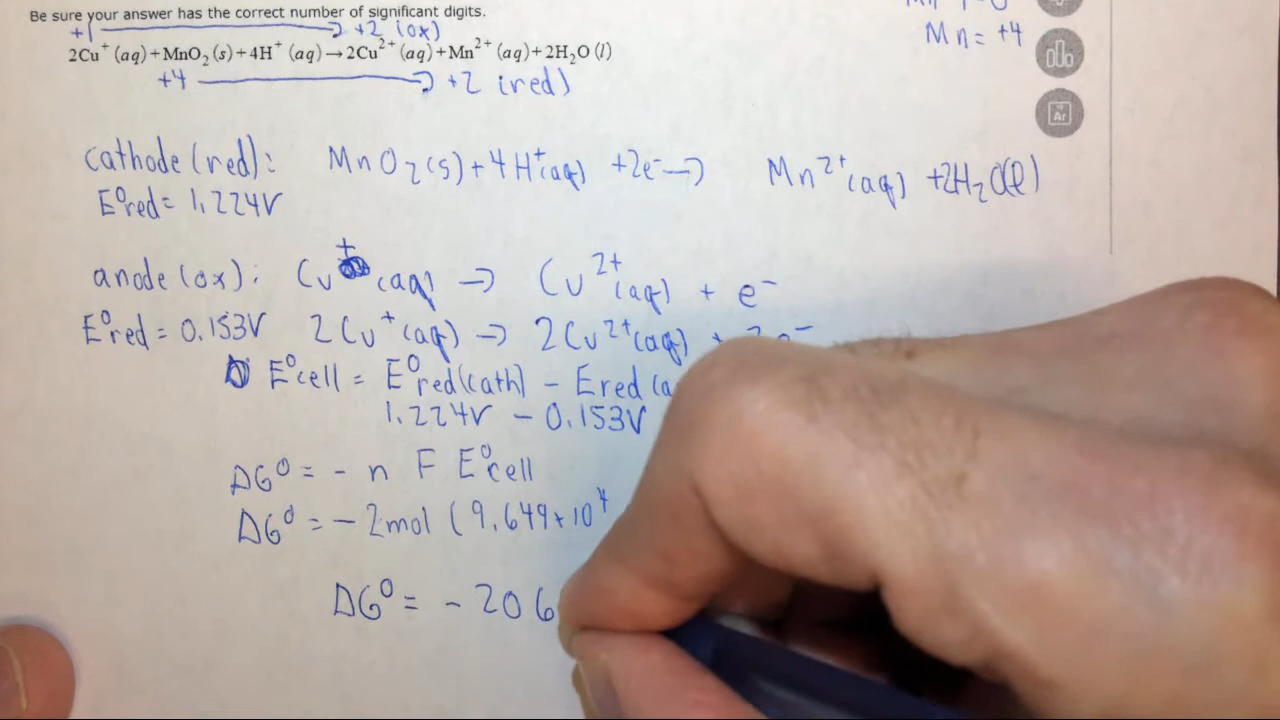 Be sure your answer has the correct number of significant digits.
+1 → +2 (ox)
Mn = +4
2Cu⁺ (aq) + MnO₂ (s) + 4H⁺ (aq) → 2Cu²⁺ (aq) + Mn²⁺ (aq) + 2H₂O (l)
+4 → +2 (red)
Ar
cathode (red): MnO₂(s) + 4H⁺(aq) + 2e⁻ → Mn²⁺(aq) + 2H₂O(l)
E°red = 1.224V
anode (ox): Cu⁺ (aq) → Cu²⁺ (aq) + e⁻
E°red = 0.153V 2Cu⁺(aq) → 2Cu²⁺(aq) +
E°cell = E°red(cath) - Ered (a
1.224V - 0.153V
ΔG° = - n F E°cell
ΔG° = - 2mol (9.649x10⁴
ΔG° = - 206